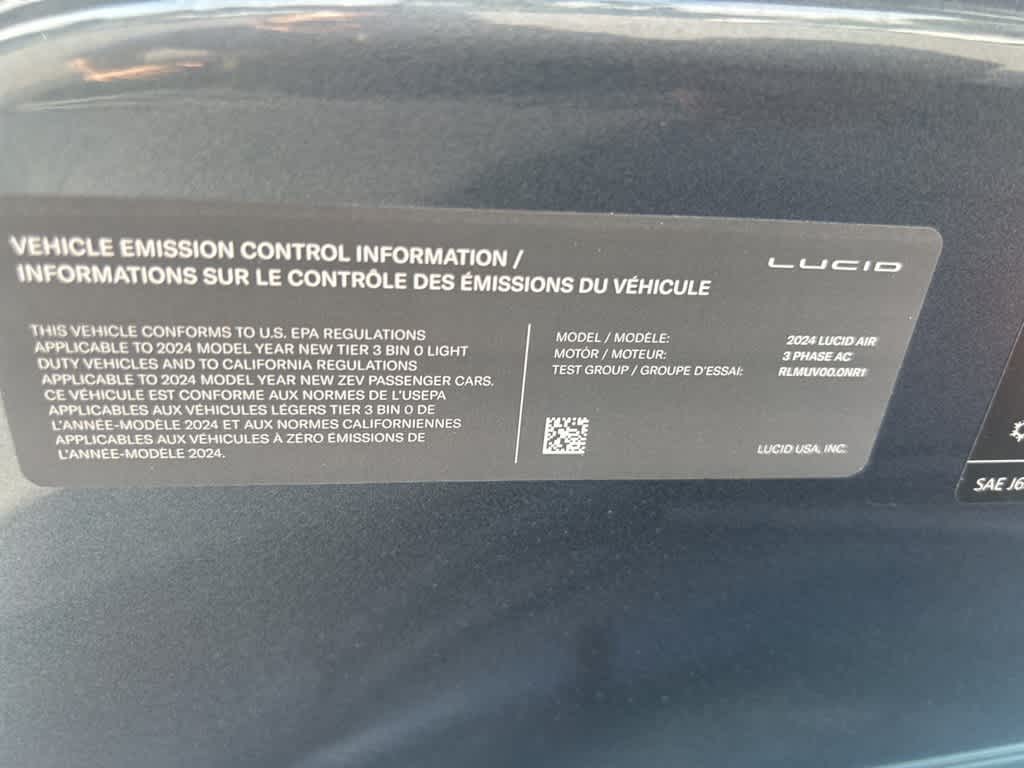 VEHICLE EMISSION CONTROL INFORMATION /
INFORMATIONS SUR LE CONTRÔLE DES ÉMISSIONS DU VÉHICULE
LUCID
THIS VEHICLE CONFORMS TO U.S. EPA REGULATIONS
APPLICABLE TO 2024 MODEL YEAR NEW TIER 3 BIN 0 LIGHT
DUTY VEHICLES AND TO CALIFORNIA REGULATIONS
APPLICABLE TO 2024 MODEL YEAR NEW ZEV PASSENGER CARS.
CE VÉHICULE EST CONFORME AUX NORMES DE L'USEPA
APPLICABLES AUX VÉHICULES LÉGERS TIER 3 BIN 0 DE
L'ANNÉE-MODÈLE 2024 ET AUX NORMES CALIFORNIENNES
APPLICABLES AUX VÉHICULES À ZÉRO ÉMISSIONS DE
L'ANNÉE-MODÈLE 2024.
MODEL / MODÈLE: 2024 LUCID AIR
MOTOR / MOTEUR: 3 PHASE AC
TEST GROUP / GROUPE D'ESSAI: RLMUV00.0NR1
LUCID USA, INC.
SAE J6